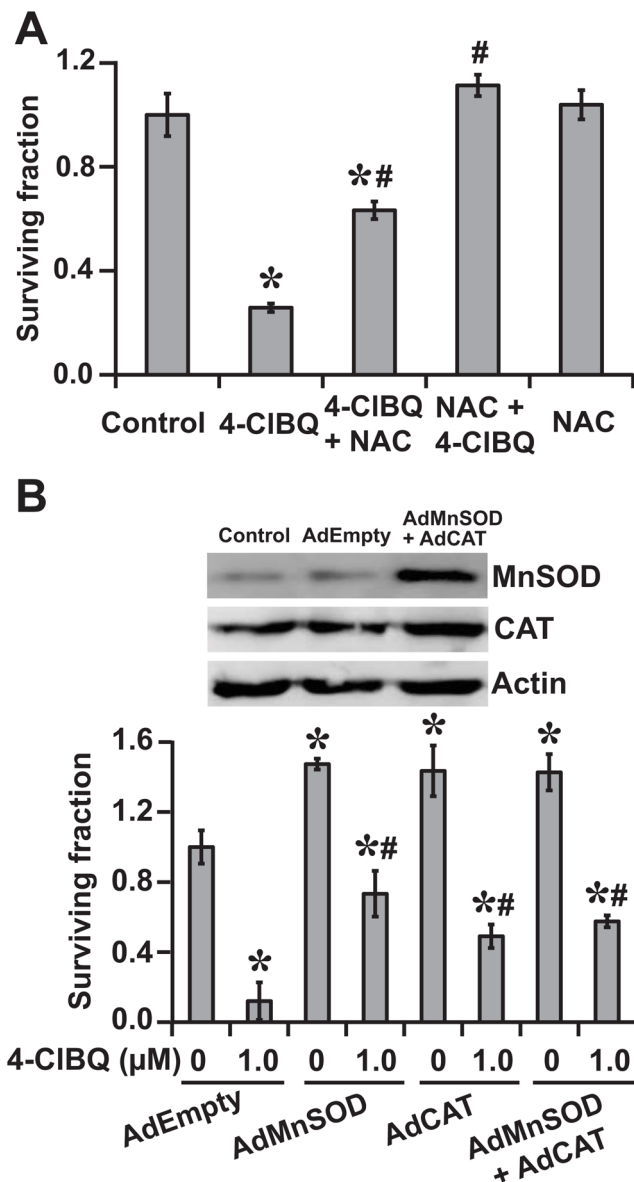 A
Surviving fraction
1.2
0.8
0.4
0.0
*
*#
#
Control
4-ClBQ
4-ClBQ
+ NAC
NAC +
4-ClBQ
NAC
B
Control
AdEmpty
AdMnSOD
+ AdCAT
MnSOD
CAT
Actin
Surviving fraction
1.6
1.2
0.8
0.4
0.0
*
*
*#
*
*#
*
*#
4-ClBQ (µM) 0 1.0 0 1.0 0 1.0 0 1.0
AdEmpty
AdMnSOD
AdCAT
AdMnSOD
+ AdCAT